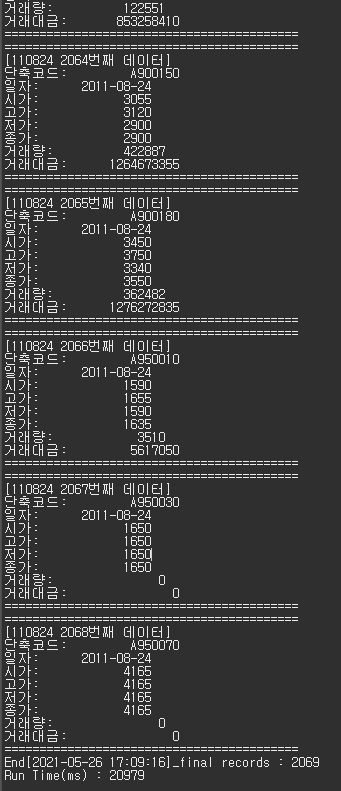 거래량:          122551
거래대금:       853258410
==========================================
==========================================
[110824 2064번째 데이터]
단축코드:         A900150
일자:      2011-08-24
시가:            3055
고가:            3120
저가:            2900
종가:            2900
거래량:          422887
거래대금:      1264673355
==========================================
==========================================
[110824 2065번째 데이터]
단축코드:         A900180
일자:      2011-08-24
시가:            3450
고가:            3750
저가:            3340
종가:            3550
거래량:          362482
거래대금:      1276272835
==========================================
==========================================
[110824 2066번째 데이터]
단축코드:         A950010
일자:      2011-08-24
시가:            1590
고가:            1655
저가:            1590
종가:            1635
거래량:            3510
거래대금:         5617050
==========================================
==========================================
[110824 2067번째 데이터]
단축코드:         A950030
일자:      2011-08-24
시가:            1650
고가:            1650
저가:            1650
종가:            1650
거래량:               0
거래대금:               0
==========================================
==========================================
[110824 2068번째 데이터]
단축코드:         A950070
일자:      2011-08-24
시가:            4165
고가:            4165
저가:            4165
종가:            4165
거래량:               0
거래대금:               0
==========================================
End[2021-05-26 17:09:16]_final records : 2069
Run Time(ms) : 20979